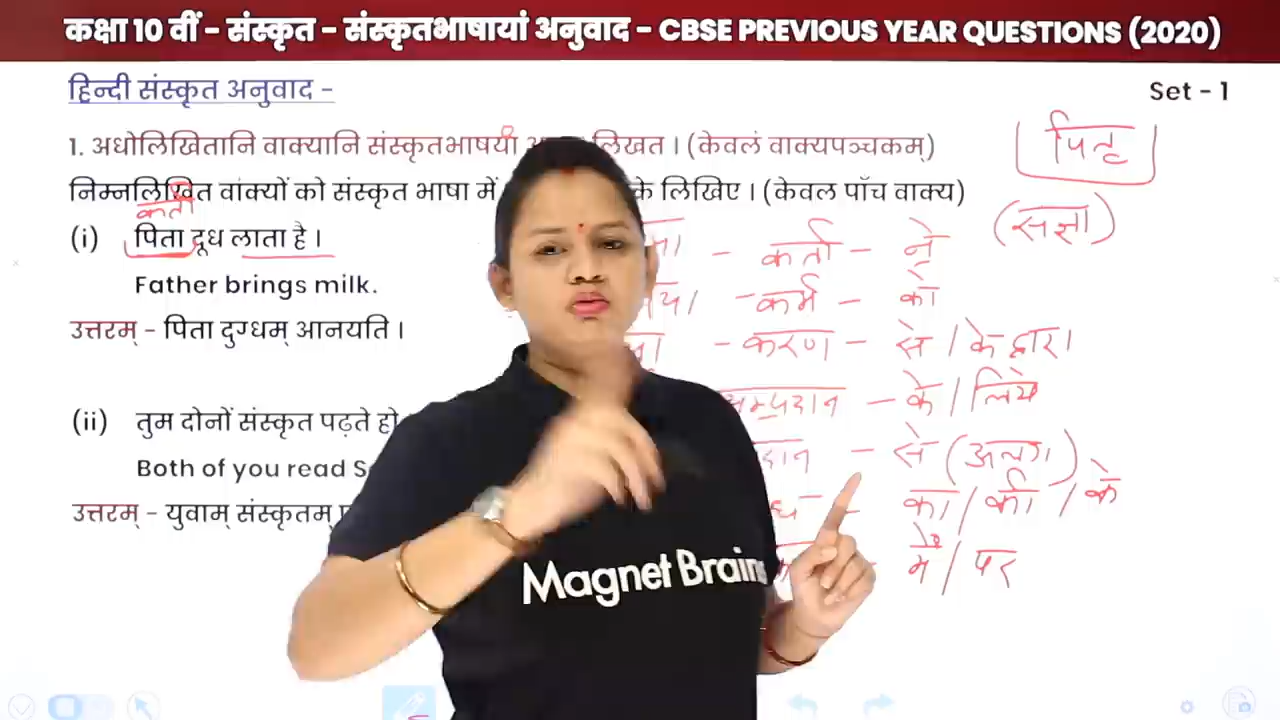 कक्षा 10 वीं - संस्कृत - संस्कृतभाषायां अनुवाद - CBSE PREVIOUS YEAR QUESTIONS (2020)
हिन्दी संस्कृत अनुवाद -
Set - 1
पितृ
1. अधोलिखितानि वाक्यानि संस्कृतभाषया लिखत । (केवलं वाक्यपञ्चकम्)
निम्नलिखित वाक्यों को संस्कृत भाषा में के लिखिए । (केवल पाँच वाक्य)
कर्ता
(संज्ञा)
(i) पिता दूध लाता है ।
- कर्ता - ने
Father brings milk.
- कर्म - को
उत्तरम् - पिता दुग्धम् आनयति ।
- करण - से / के द्वारा
- के / लिये
(ii) तुम दोनों संस्कृत पढ़ते हो
- से (अलग)
Both of you read
का / की / के
उत्तरम् - युवाम् संस्कृतम्
में / पर
Magnet Brains